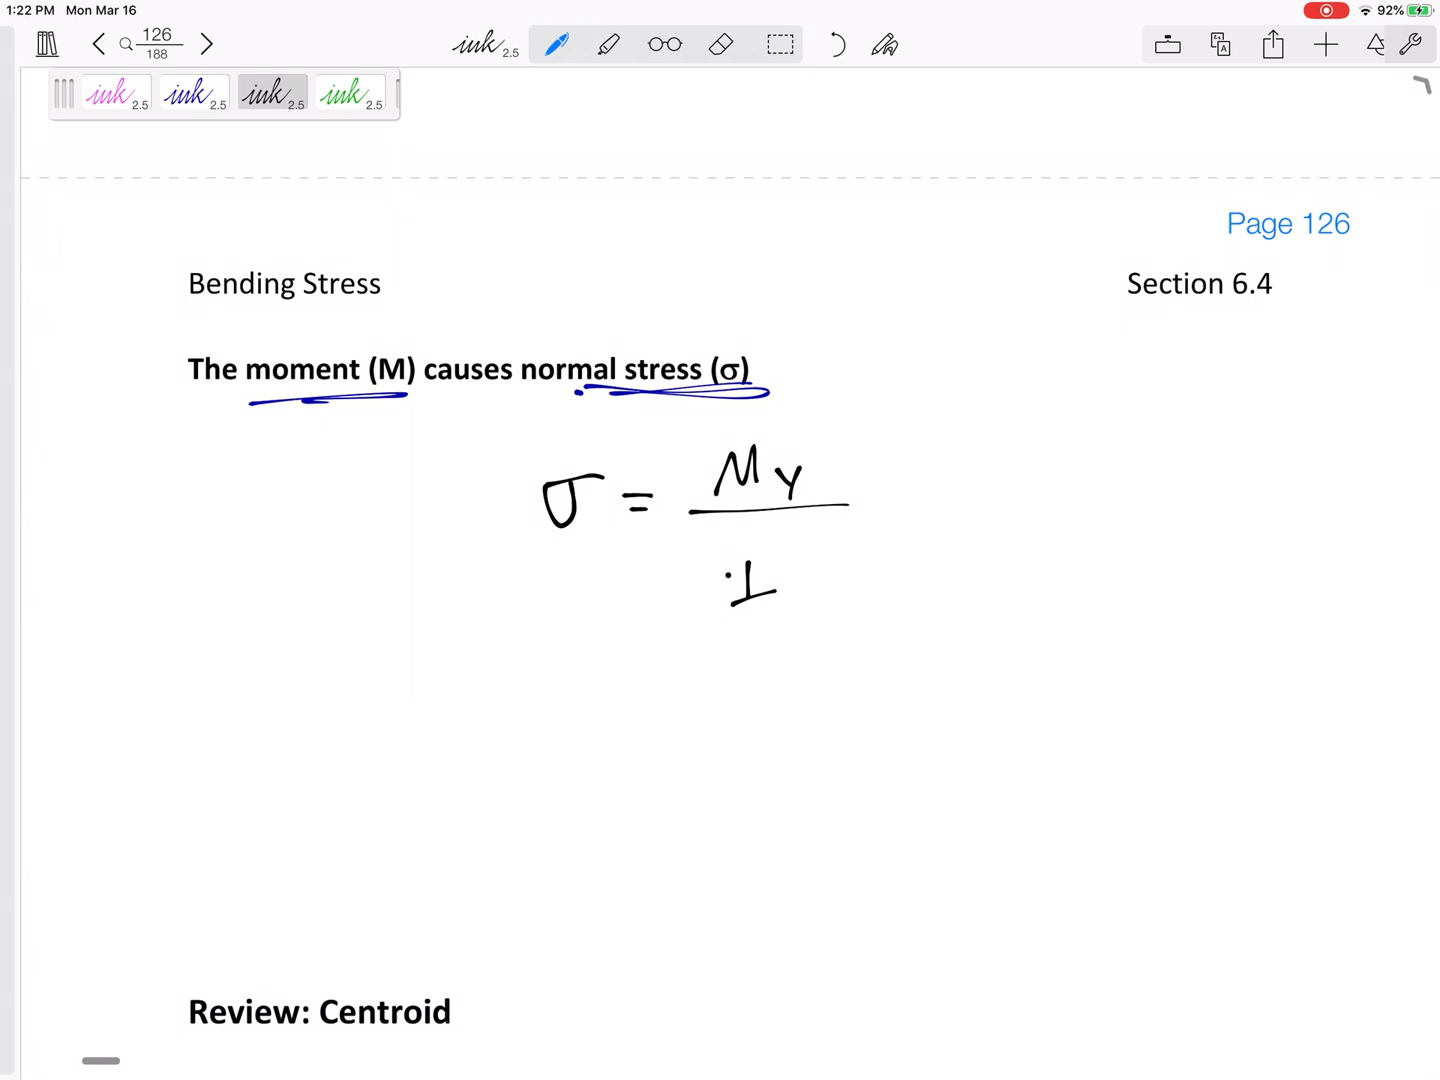 1:22 PM Mon Mar 16
92%
126
188
ink 2.5
ink 2.5
ink 2.5
ink 2.5
ink 2.5
Page 126
Bending Stress
Section 6.4
The moment (M) causes normal stress (σ)
σ = My
I
Review: Centroid